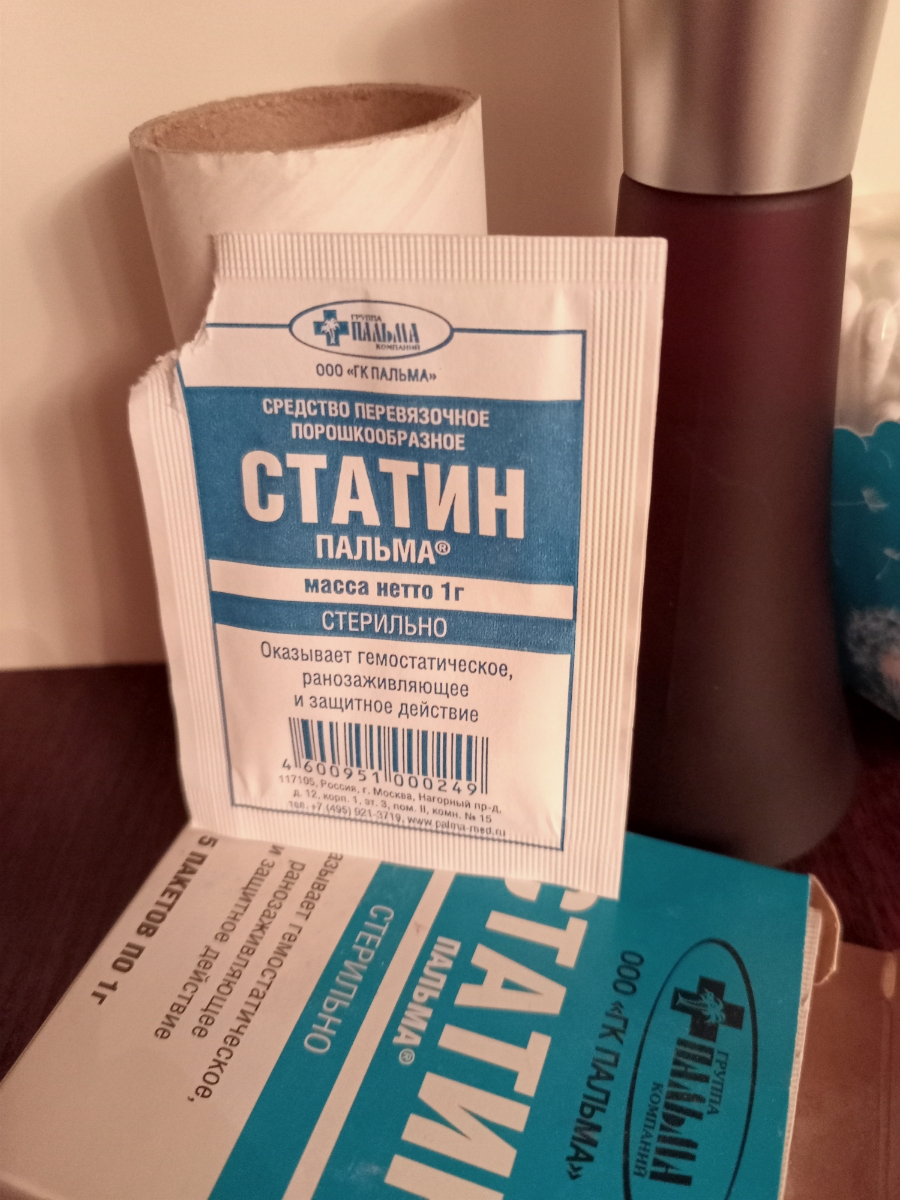 ГРУППА
ПАЛЬМА
КОМПАНИЙ
ООО «ГК ПАЛЬМА»
СРЕДСТВО ПЕРЕВЯЗОЧНОЕ
ПОРОШКООБРАЗНОЕ
СТАТИН
ПАЛЬМА®
масса нетто 1г
СТЕРИЛЬНО
Оказывает гемостатическое,
ранозаживляющее
и защитное действие
4 600951 000249
117105, Россия, г. Москва, Нагорный пр-д,
д. 12, корп. 1, эт. 3, пом. II, комн. № 15
тел. +7 (495) 921-3719, www.palma-med.ru
ГРУППА
ПАЛЬМА
КОМПАНИЙ
ООО «ГК ПАЛЬМА»
СТАТИН
ПАЛЬМА®
СТЕРИЛЬНО
азывает гемостатическое,
ранозаживляющее
и защитное действие
5 ПАКЕТОВ ПО 1г